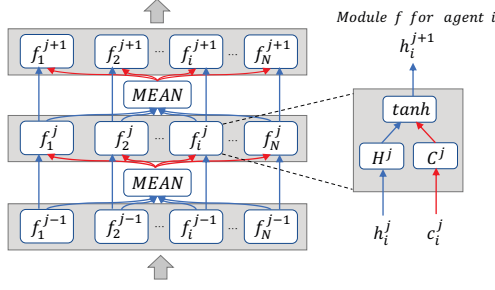 Module f for agent i
h_i^{j+1}
f_1^{j+1} f_2^{j+1} ... f_i^{j+1} ... f_N^{j+1}
MEAN
tanh
f_1^j f_2^j ... f_i^j ... f_N^j
H^j C^j
MEAN
f_1^{j-1} f_2^{j-1} ... f_i^{j-1} ... f_N^{j-1}
h_i^j c_i^j